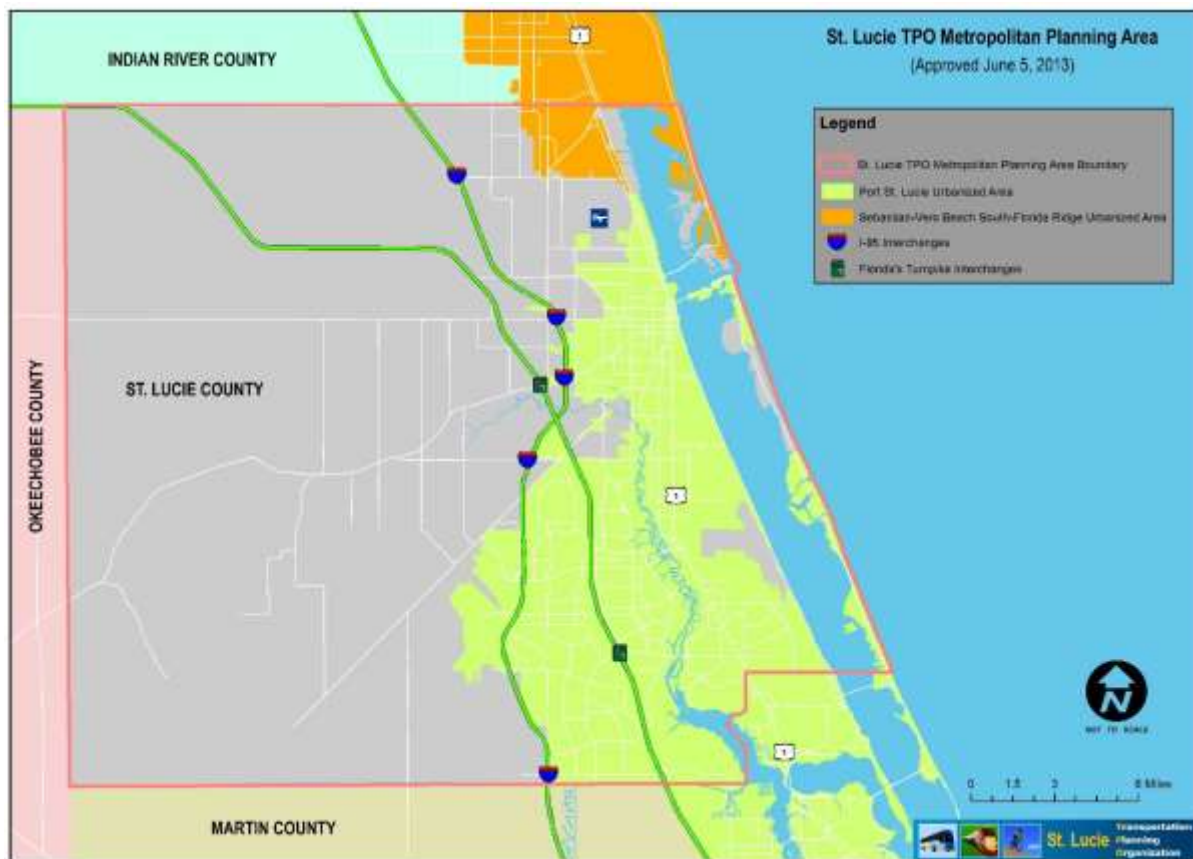 St. Lucie TPO Metropolitan Planning Area
(Approved June 5, 2013)
INDIAN RIVER COUNTY
1
Legend
St. Lucie TPO Metropolitan Planning Area Boundary
Port St. Lucie Urbanized Area
Sebastian-Vero Beach South-Florida Ridge Urbanized Area
I-95 Interchanges
Florida's Turnpike Interchanges
OKEECHOBEE COUNTY
ST. LUCIE COUNTY
1
N
NOT TO SCALE
1
0 1.5 3 6 Miles
MARTIN COUNTY
St. Lucie Transportation
Planning
Organization